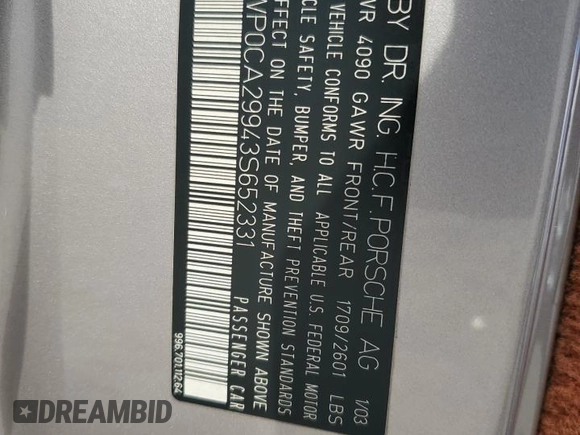 BY DR. ING. H.C.F. PORSCHE AG 1/03
VR 4090 GAWR FRONT/REAR 1709/2601 LBS
VEHICLE CONFORMS TO ALL APPLICABLE U.S. FEDERAL MOTOR
CLE SAFETY, BUMPER, AND THEFT PREVENTION STANDARDS
EFFECT ON THE DATE OF MANUFACTURE SHOWN ABOVE
WP0CA29943S652331 PASSENGER CAR
996.701.112.64
DREAMBID